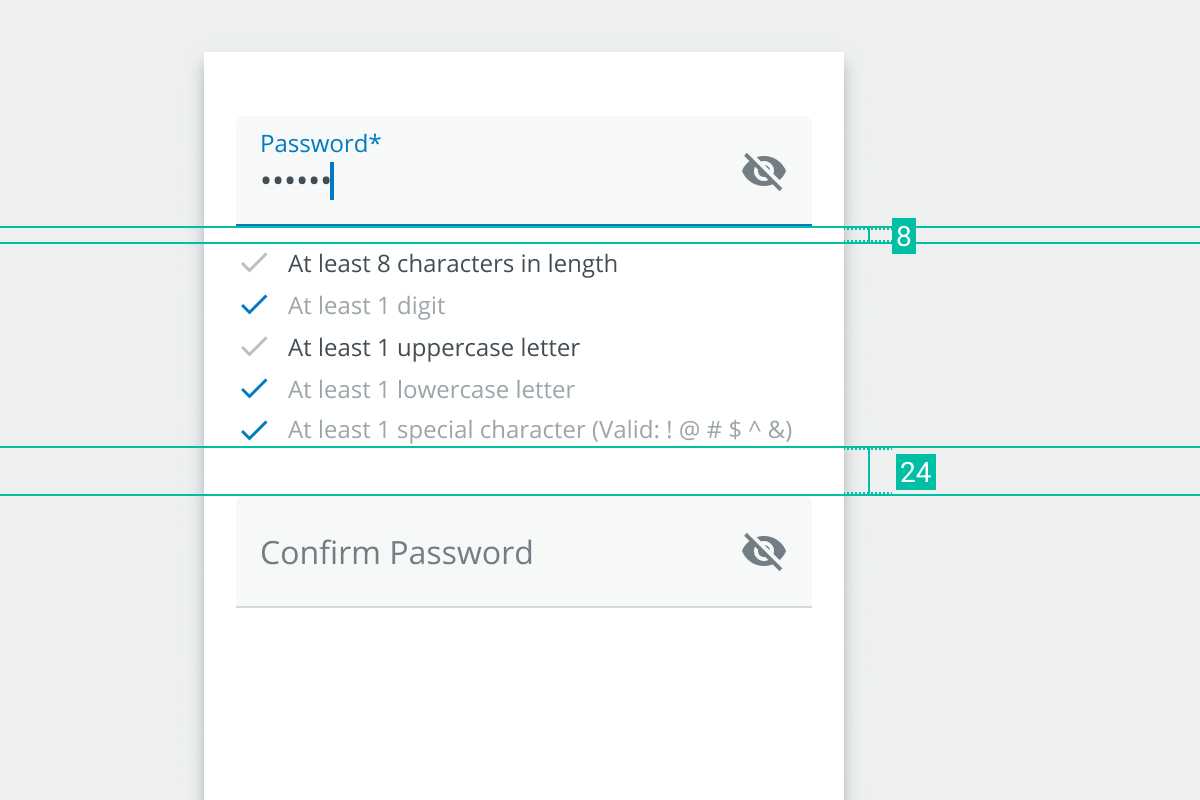 Password*
••••••
8
At least 8 characters in length
At least 1 digit
At least 1 uppercase letter
At least 1 lowercase letter
At least 1 special character (Valid: ! @ # $ ^ &)
24
Confirm Password